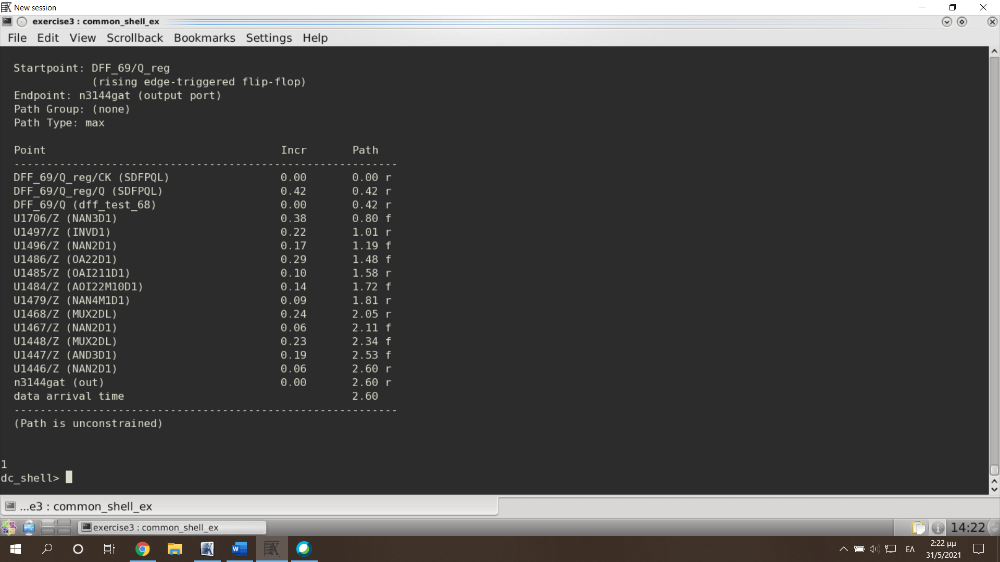 New session
exercise3 : common_shell_ex
File Edit View Scrollback Bookmarks Settings Help
Startpoint: DFF_69/Q_reg
(rising edge-triggered flip-flop)
Endpoint: n3144gat (output port)
Path Group: (none)
Path Type: max
Point Incr Path
-----------------------------------------------------------
DFF_69/Q_reg/CK (SDFPQL) 0.00 0.00 r
DFF_69/Q_reg/Q (SDFPQL) 0.42 0.42 r
DFF_69/Q (dff_test_68) 0.00 0.42 r
U1706/Z (NAN3D1) 0.38 0.80 f
U1497/Z (INVD1) 0.22 1.01 r
U1496/Z (NAN2D1) 0.17 1.19 f
U1486/Z (OA22D1) 0.29 1.48 f
U1485/Z (OAI211D1) 0.10 1.58 r
U1484/Z (AOI22M10D1) 0.14 1.72 f
U1479/Z (NAN4M1D1) 0.09 1.81 r
U1468/Z (MUX2DL) 0.24 2.05 r
U1467/Z (NAN2D1) 0.06 2.11 f
U1448/Z (MUX2DL) 0.23 2.34 f
U1447/Z (AND3D1) 0.19 2.53 f
U1446/Z (NAN2D1) 0.06 2.60 r
n3144gat (out) 0.00 2.60 r
data arrival time 2.60
-----------------------------------------------------------
(Path is unconstrained)
1
dc_shell>
...e3 : common_shell_ex
exercise3 : common_shell_ex
14:22
ΕΛ
2:22 μμ
31/5/2021